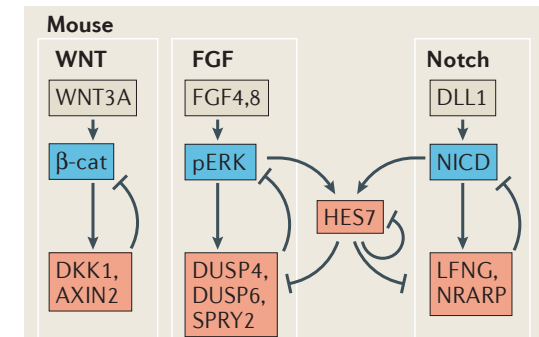 Mouse
WNT
FGF
Notch
WNT3A
FGF4,8
DLL1
β-cat
pERK
NICD
HES7
DKK1,
AXIN2
DUSP4,
DUSP6,
SPRY2
LFNG,
NRARP